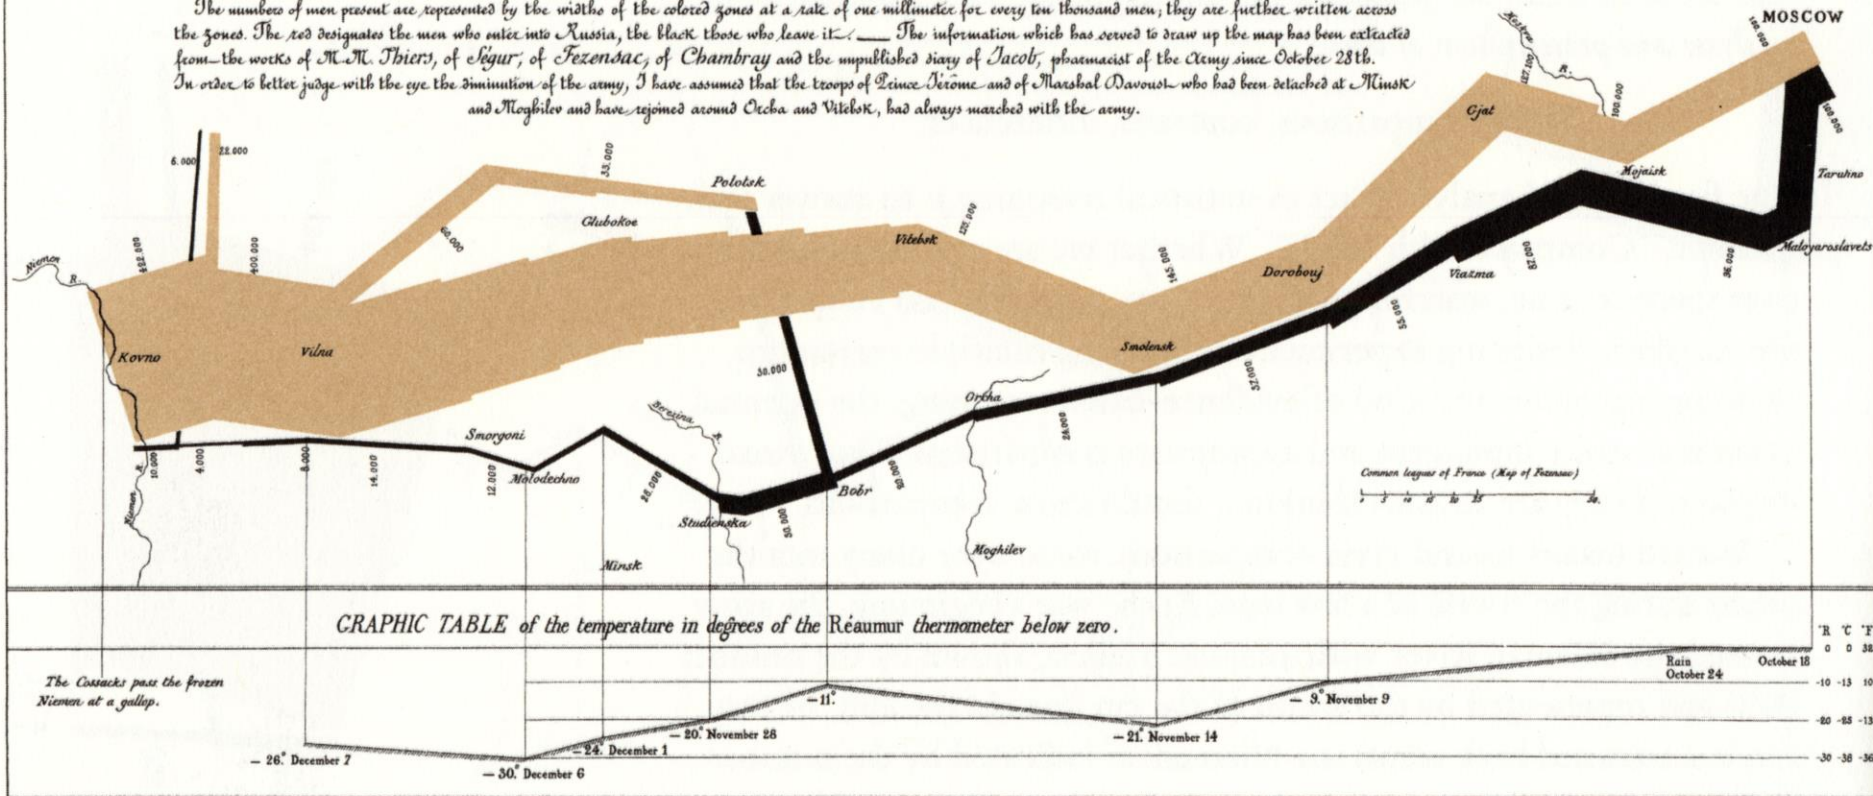 The numbers of men present are represented by the widths of the colored zones at a rate of one millimeter for every ten thousand men; they are further written across
the zones. The red designates the men who enter into Russia, the black those who leave it. — The information which has served to draw up the map has been extracted
from the works of M. M. Thiers, of Ségur, of Fezensac, of Chambray and the unpublished diary of Jacob, pharmacist of the Army since October 28th.
In order to better judge with the eye the diminution of the army, I have assumed that the troops of Prince Jérôme and of Marshal Davoust who had been detached at Minsk
and Moghilev and have rejoined around Orcha and Vitebsk, had always marched with the army.
MOSCOW
100.000
100.000
Moskva R.
127.100
100.000
Gjat
Mojaisk
Tarutino
Maloyaroslavets
96.000
87.000
Viazma
55.000
Dorobouj
145.000
Smolensk
37.000
Vitebsk
Polotsk
33.000
Glubokoe
60.000
22.000
6.000
400.000
422.000
Niemen R.
Kovno
Vilna
30.000
Orcha
24.000
20.000
Bobr
50.000
Berezina R.
Studienska
28.000
Smorgoni
Molodechno
12.000
14.000
8.000
4.000
10.000
Niemen R.
Minsk
Moghilev
Common leagues of France (Map of Fezensac)
0 5 10 15 20 25 50.
GRAPHIC TABLE of the temperature in degrees of the Réaumur thermometer below zero.
°R °C °F
0 0 32
-10 -13 10
-30 -38 -36
Rain
October 24
October 18
The Cossacks pass the frozen
Niemen at a gallop.
— 9.° November 9
— 11.°
— 21.° November 14
— 20.° November 28
— 24.° December 1
— 30.° December 6
— 26.° December 7